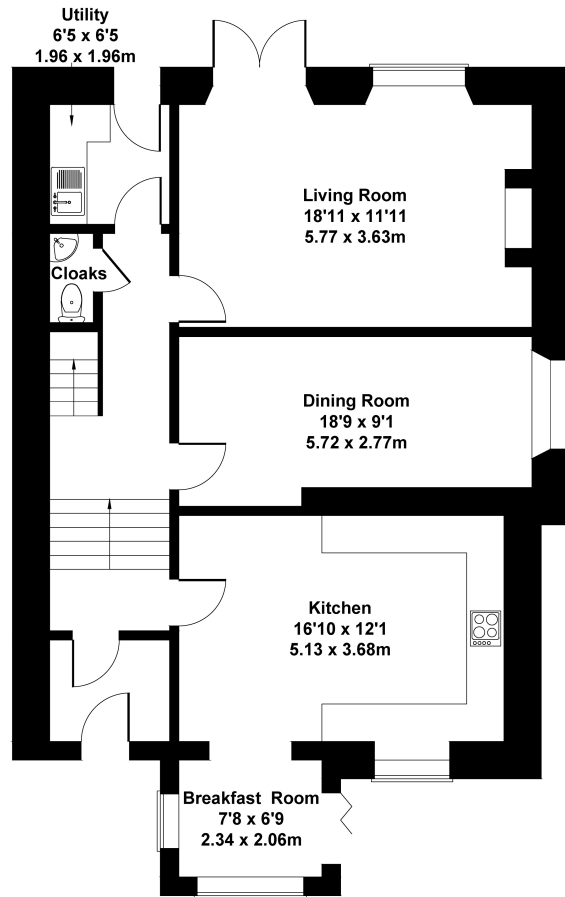 Utility
6'5 x 6'5
1.96 x 1.96m
Living Room
18'11 x 11'11
5.77 x 3.63m
Cloaks
Dining Room
18'9 x 9'1
5.72 x 2.77m
Kitchen
16'10 x 12'1
5.13 x 3.68m
Breakfast Room
7'8 x 6'9
2.34 x 2.06m